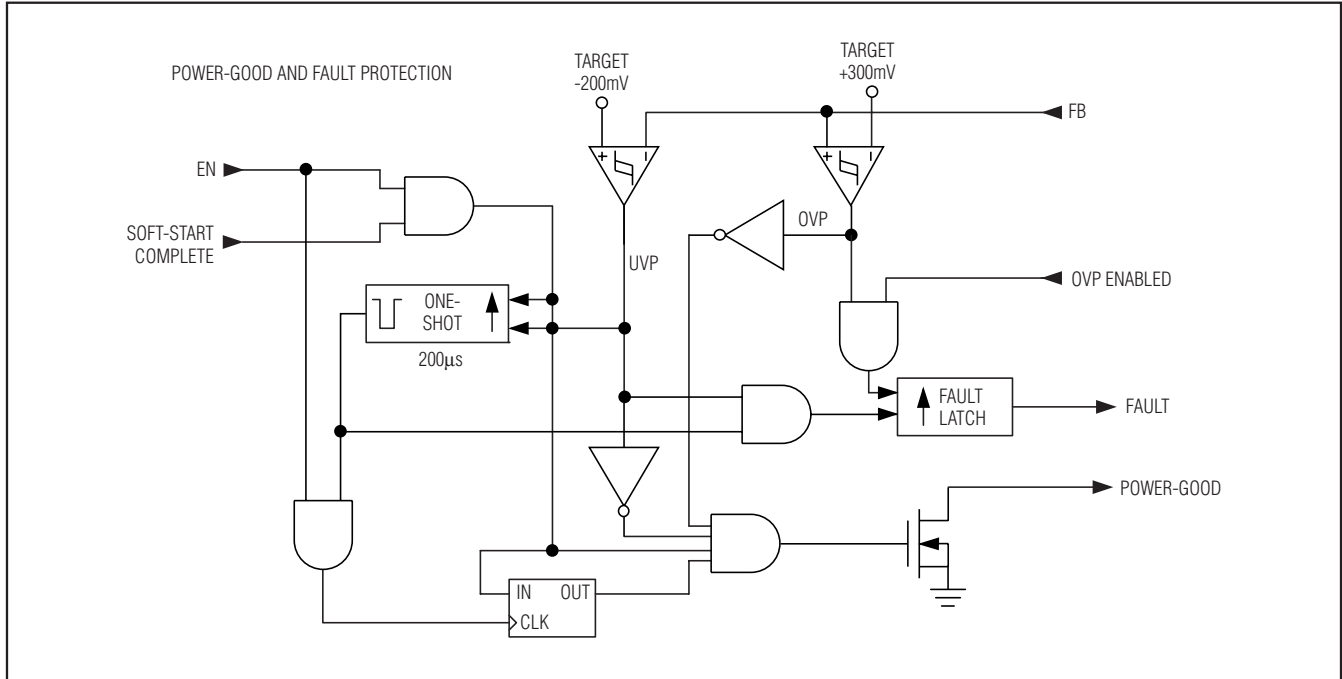 POWER-GOOD AND FAULT PROTECTION
TARGET
-200mV
TARGET
+300mV
FB
EN
+
–
+
–
SOFT-START
COMPLETE
OVP
UVP
OVP ENABLED
ONE-
SHOT
200µs
FAULT
LATCH
FAULT
POWER-GOOD
IN OUT
CLK